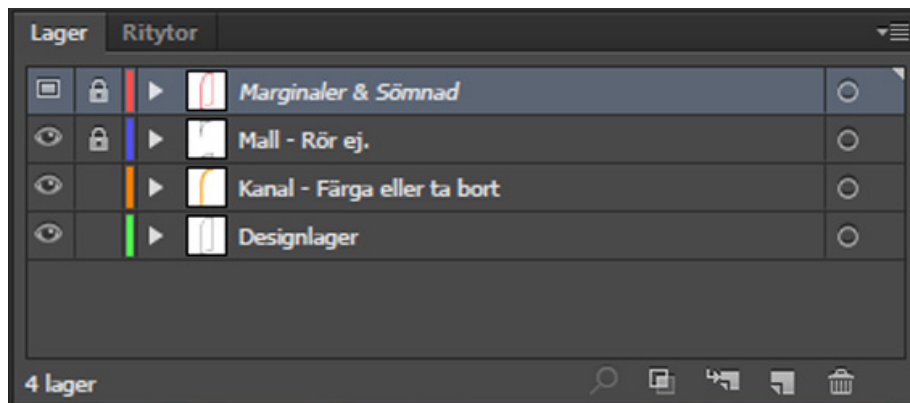 Lager Ritytor
Marginaler & Sömnad
Mall - Rör ej.
Kanal - Färga eller ta bort
Designlager
4 lager